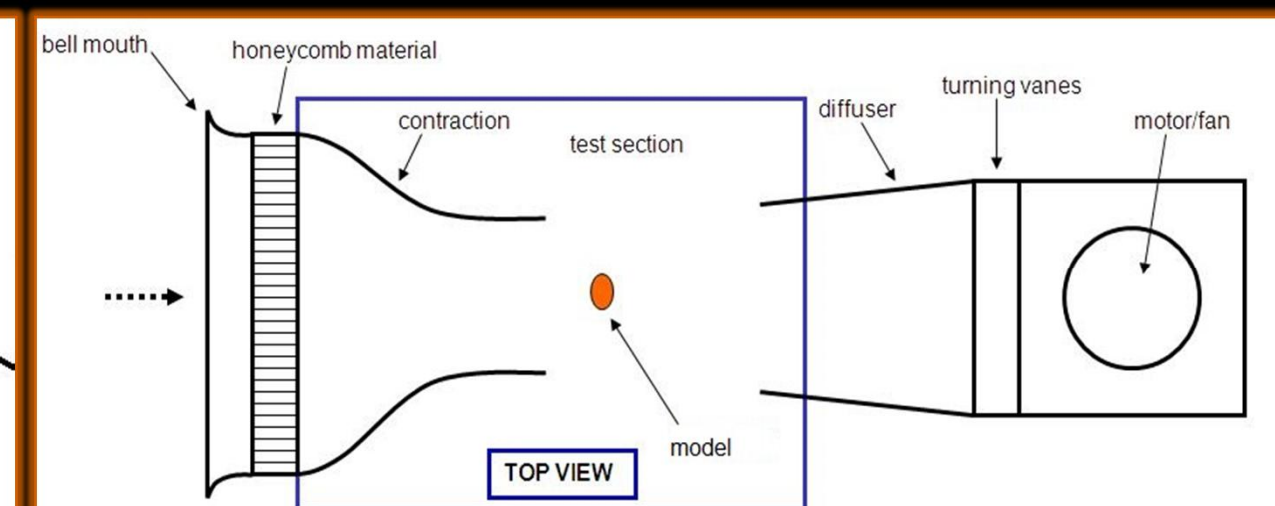 bell mouth
honeycomb material
contraction
test section
diffuser
turning vanes
motor/fan
model
TOP VIEW